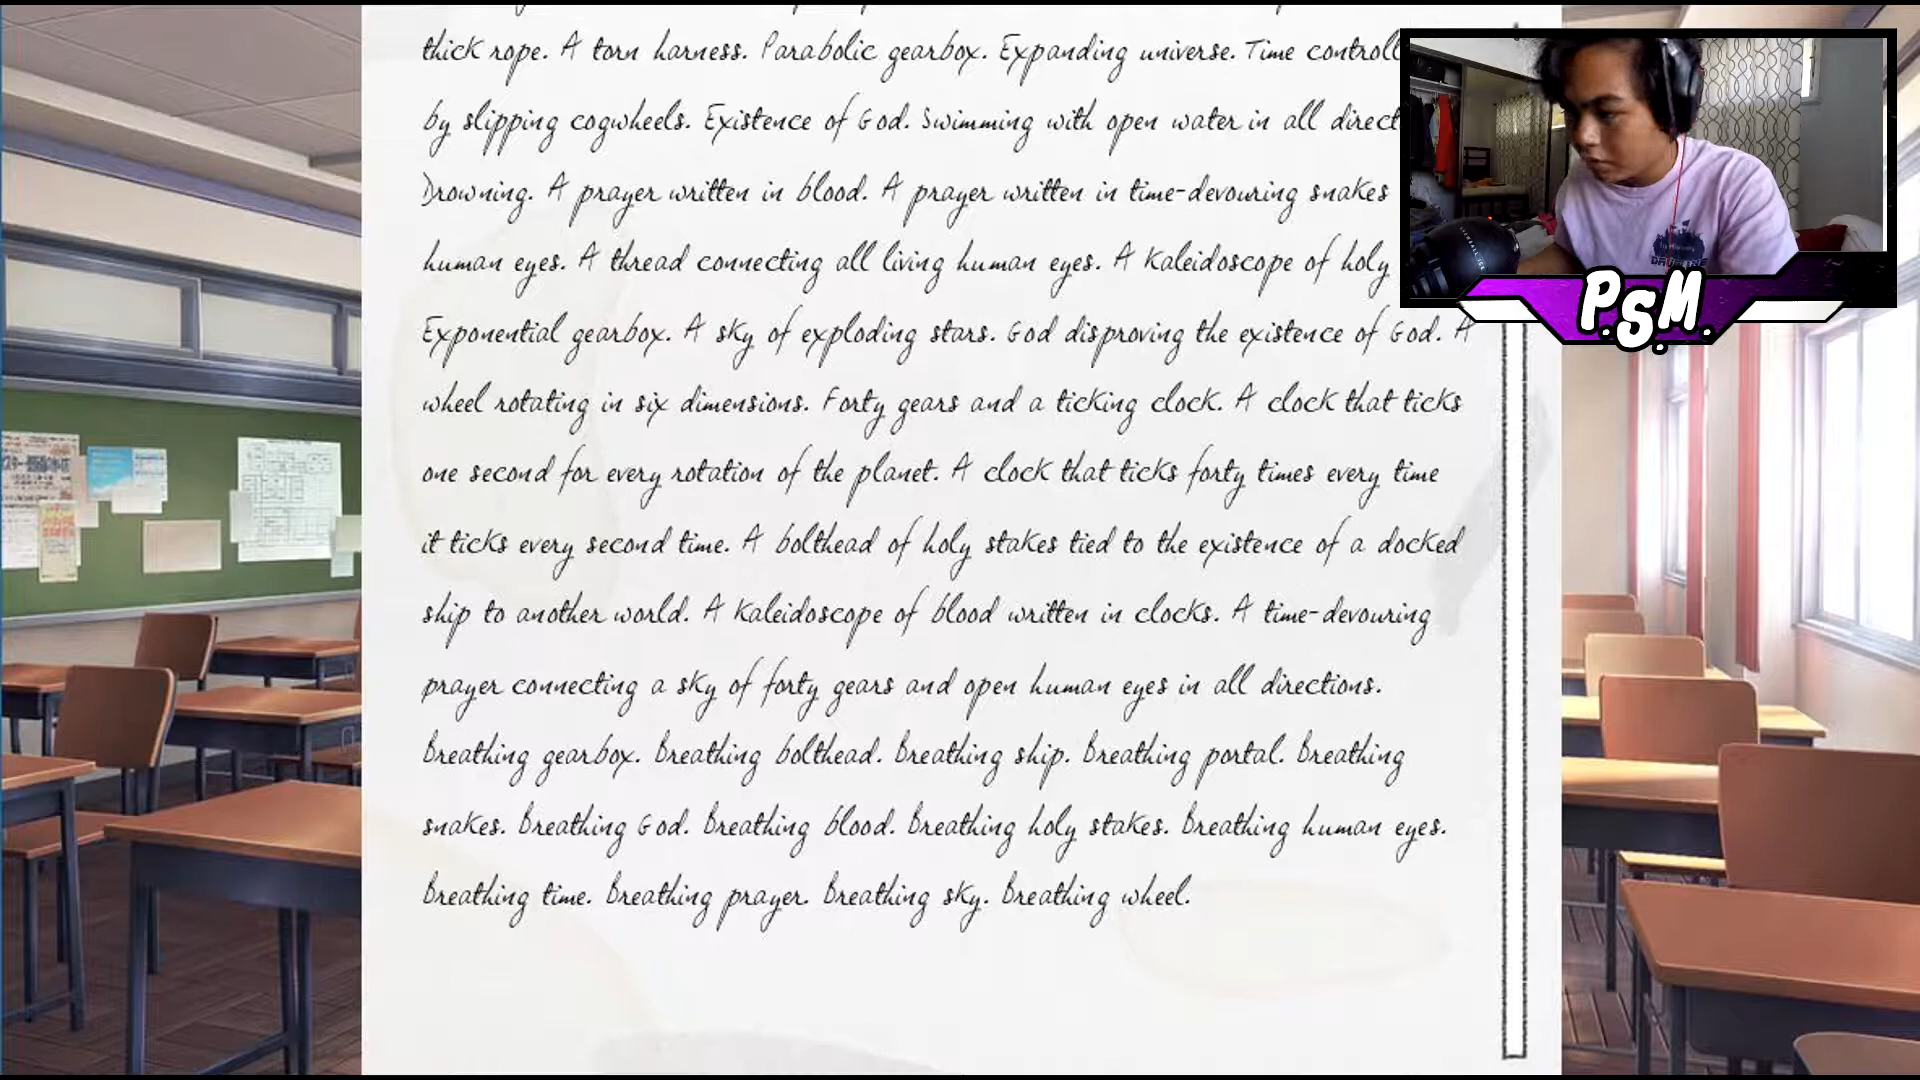 thick rope. A torn harness. Parabolic gearbox. Expanding universe. Time
by slipping cogwheels. Existence of God. Swimming with open water in all
Drowning. A prayer written in blood. A prayer written in time-devouring snakes
human eyes. A thread connecting all living human eyes. A kaleidoscope of holy
Exponential gearbox. A sky of exploding stars. God disproving the existence of God. A
wheel rotating in six dimensions. Forty gears and a ticking clock. A clock that ticks
one second for every rotation of the planet. A clock that ticks forty times every time
it ticks every second time. A bolthead of holy stakes tied to the existence of a docked
ship to another world. A kaleidoscope of blood written in clocks. A time-devouring
prayer connecting a sky of forty gears and open human eyes in all directions.
Breathing gearbox. Breathing bolthead. Breathing ship. Breathing portal. Breathing
snakes. Breathing God. Breathing blood. Breathing holy stakes. Breathing human eyes.
Breathing time. Breathing prayer. Breathing sky. Breathing wheel.
P.S.M.